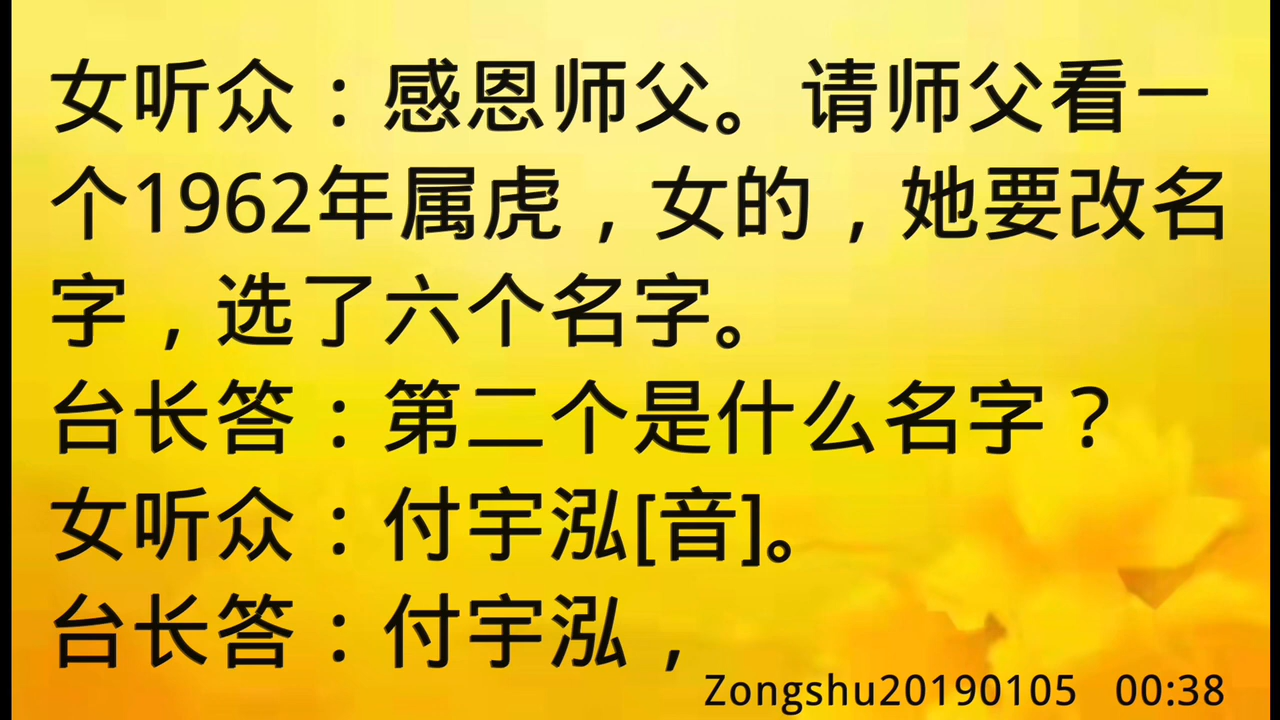 女听众：感恩师父。请师父看一
个1962年属虎，女的，她要改名
字，选了六个名字。
台长答：第二个是什么名字？
女听众：付宇泓[音]。
台长答：付宇泓，
Zongshu20190105 00:38